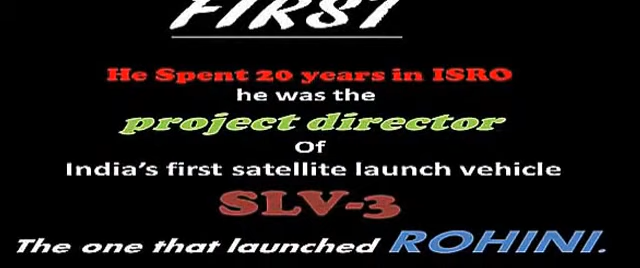 FIRST
He Spent 20 years in ISRO
he was the
project director
Of
India's first satellite launch vehicle
SLV-3
The one that launched ROHINI.